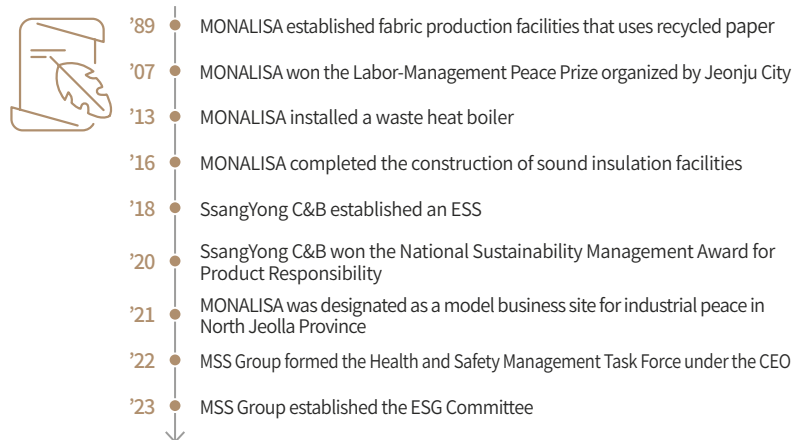 ’89 MONALISA established fabric production facilities that uses recycled paper
’07 MONALISA won the Labor-Management Peace Prize organized by Jeonju City
’13 MONALISA installed a waste heat boiler
’16 MONALISA completed the construction of sound insulation facilities
’18 SsangYong C&B established an ESS
’20 SsangYong C&B won the National Sustainability Management Award for
Product Responsibility
’21 MONALISA was designated as a model business site for industrial peace in
North Jeolla Province
’22 MSS Group formed the Health and Safety Management Task Force under the CEO
’23 MSS Group established the ESG Committee